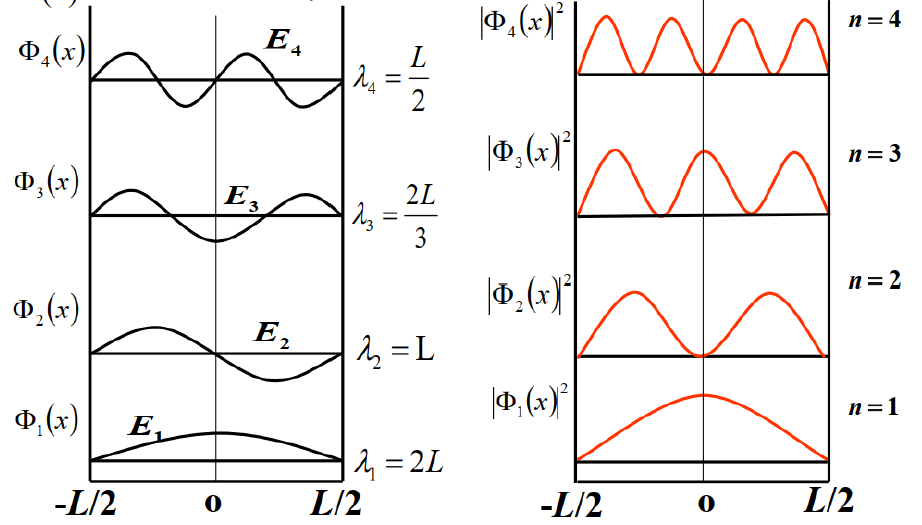 Φ₄(x) E₄ λ₄ = L/2
Φ₃(x) E₃ λ₃ = 2L/3
Φ₂(x) E₂ λ₂ = L
Φ₁(x) E₁ λ₁ = 2L
-L/2 0 L/2
|Φ₄(x)|² n = 4
|Φ₃(x)|² n = 3
|Φ₂(x)|² n = 2
|Φ₁(x)|² n = 1
-L/2 0 L/2